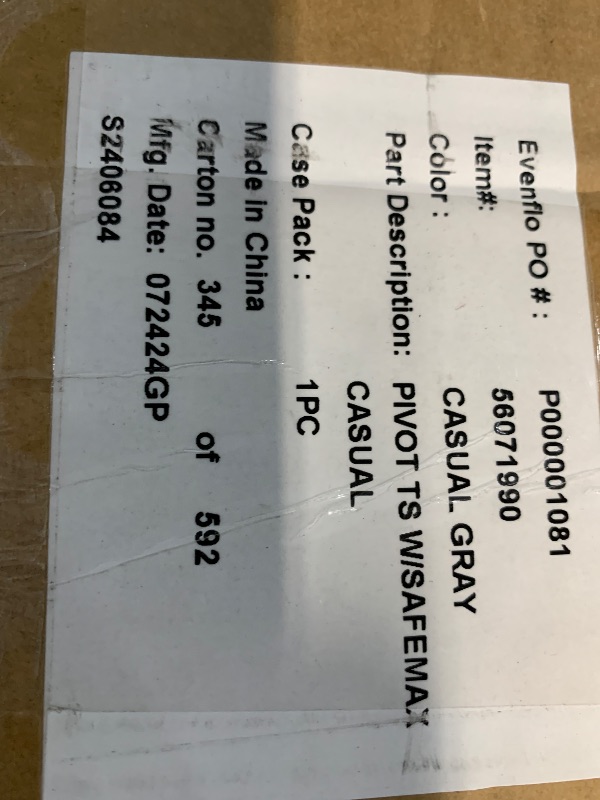 Evenflo PO # : P000001081
Item#: 56071990
Color : CASUAL GRAY
Part Description: PIVOT TS W/SAFEMAX
CASUAL
Case Pack : 1PC
Made in China
Carton no. 345 of 592
Mfg. Date: 072424GP
S2406084